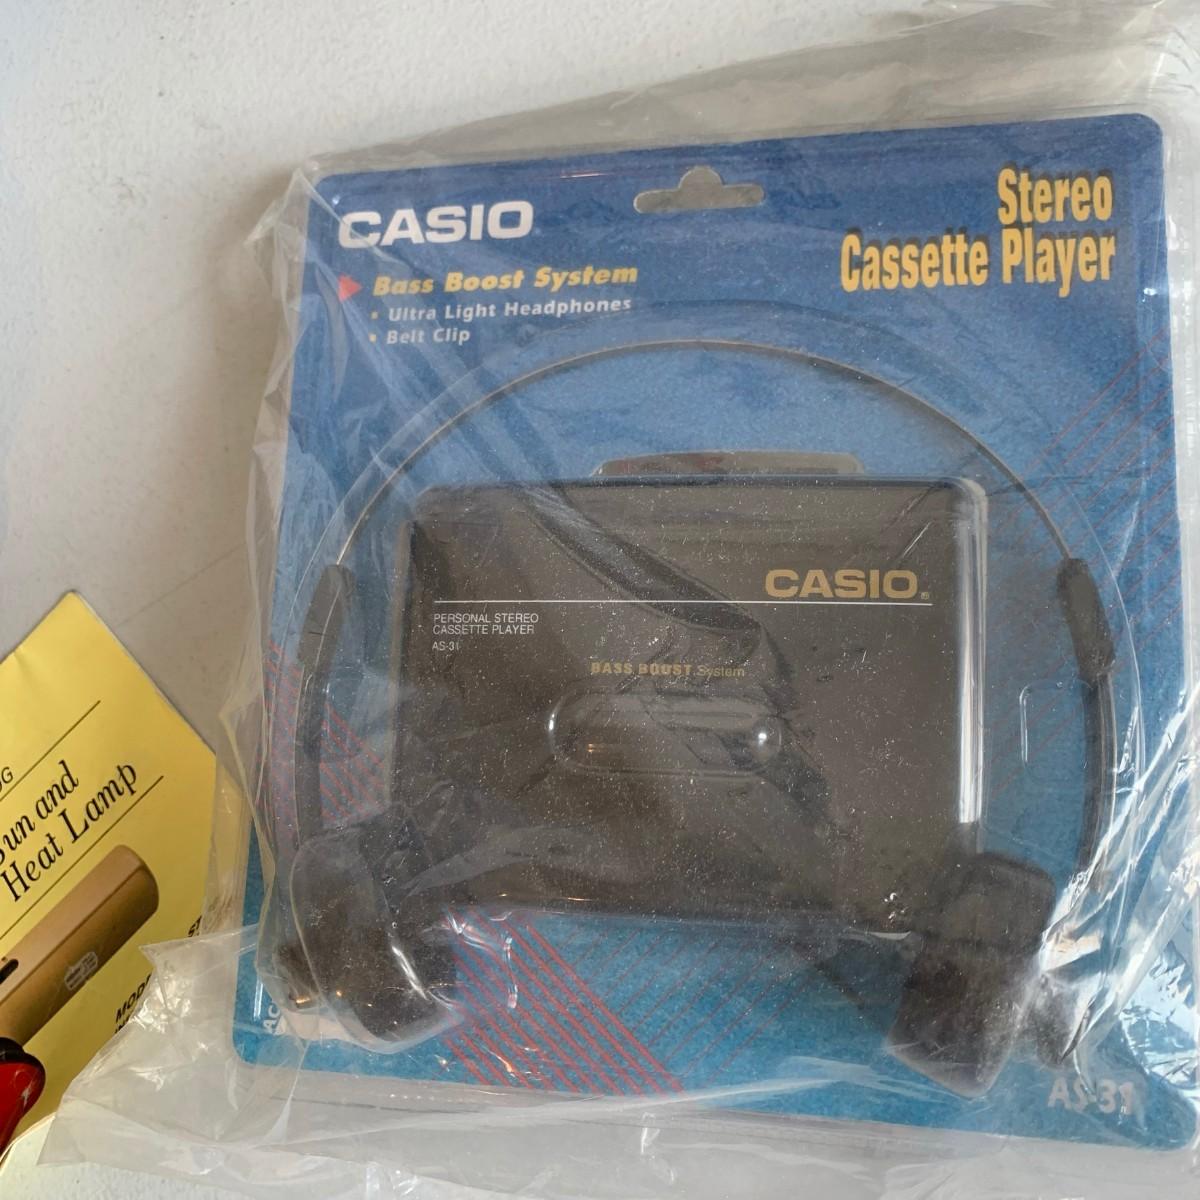 CASIO
Stereo
Cassette Player
Bass Boost System
Ultra Light Headphones
Belt Clip
CASIO®
PERSONAL STEREO
CASSETTE PLAYER
AS-31
BASS BOOST System
AS-31
Sun and
Heat Lamp